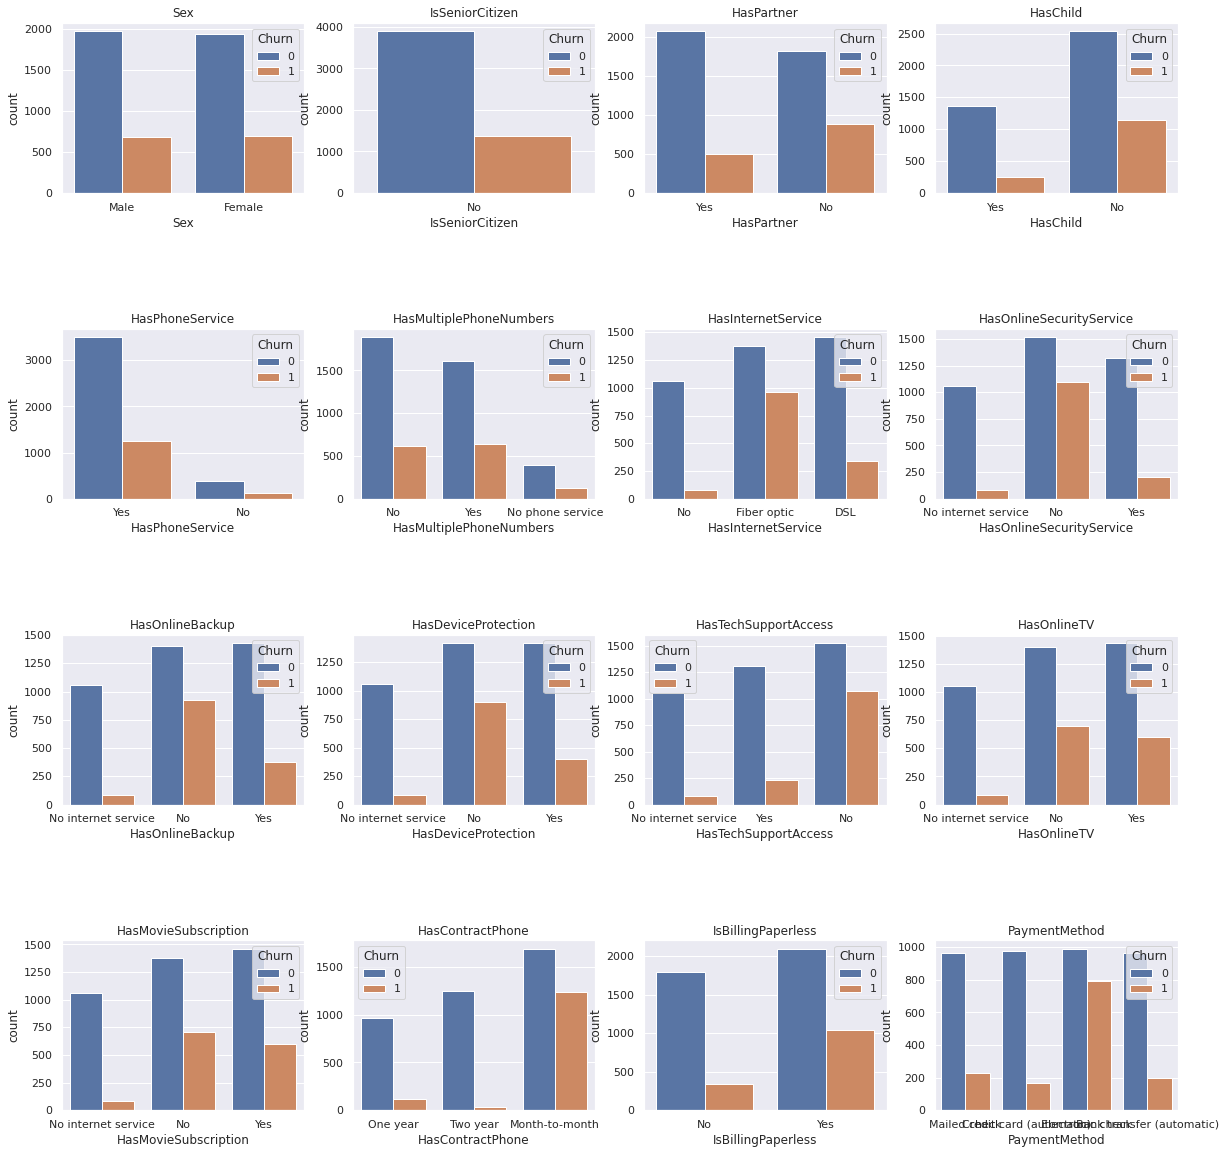 Sex
IsSeniorCitizen
HasPartner
HasChild
2000
1500
1000
500
0
count
Churn
0
1
Male
Female
Sex
4000
3000
2000
1000
0
count
Churn
0
1
No
IsSeniorCitizen
2000
1500
1000
500
0
count
Churn
0
1
Yes
No
HasPartner
2500
2000
1500
1000
500
0
count
Churn
0
1
Yes
No
HasChild
HasPhoneService
HasMultiplePhoneNumbers
HasInternetService
HasOnlineSecurityService
3000
2000
1000
0
count
Churn
0
1
Yes
No
HasPhoneService
1500
1000
500
0
count
Churn
0
1
No
Yes
No phone service
HasMultiplePhoneNumbers
1500
1250
1000
750
500
250
0
count
Churn
0
1
No
Fiber optic
DSL
HasInternetService
1500
1250
1000
750
500
250
0
count
Churn
0
1
No internet service
No
Yes
HasOnlineSecurityService
HasOnlineBackup
HasDeviceProtection
HasTechSupportAccess
HasOnlineTV
1500
1250
1000
750
500
250
0
count
Churn
0
1
No internet service
No
Yes
HasOnlineBackup
1250
1000
750
500
250
0
count
Churn
0
1
No internet service
No
Yes
HasDeviceProtection
1500
1250
1000
750
500
250
0
count
Churn
0
1
No internet service
Yes
No
HasTechSupportAccess
1500
1250
1000
750
500
250
0
count
Churn
0
1
No internet service
No
Yes
HasOnlineTV
HasMovieSubscription
HasContractPhone
IsBillingPaperless
PaymentMethod
1500
1250
1000
750
500
250
0
count
Churn
0
1
No internet service
No
Yes
HasMovieSubscription
1500
1000
500
0
count
Churn
0
1
One year
Two year
Month-to-month
HasContractPhone
2000
1500
1000
500
0
count
Churn
0
1
No
Yes
IsBillingPaperless
1000
800
600
400
200
0
count
Churn
0
1
Mailed check
Credit card (automatic)
Electronic check
Bank transfer (automatic)
PaymentMethod